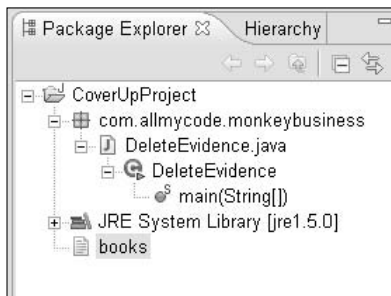 Package Explorer Hierarchy
CoverUpProject
com.allmycode.monkeybusiness
DeleteEvidence.java
DeleteEvidence
main(String[])
JRE System Library [jre1.5.0]
books